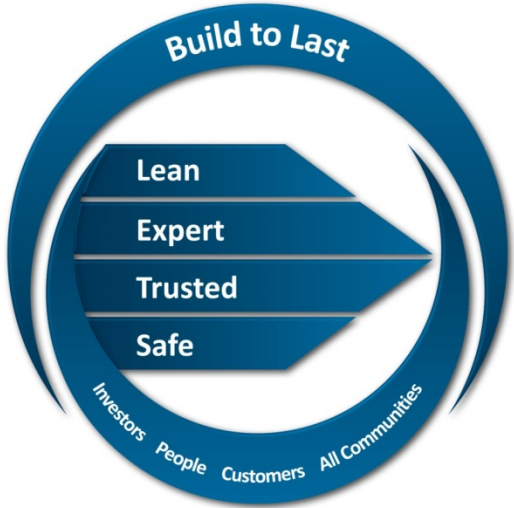 Build to Last
Lean
Expert
Trusted
Safe
Investors People Customers All Communities